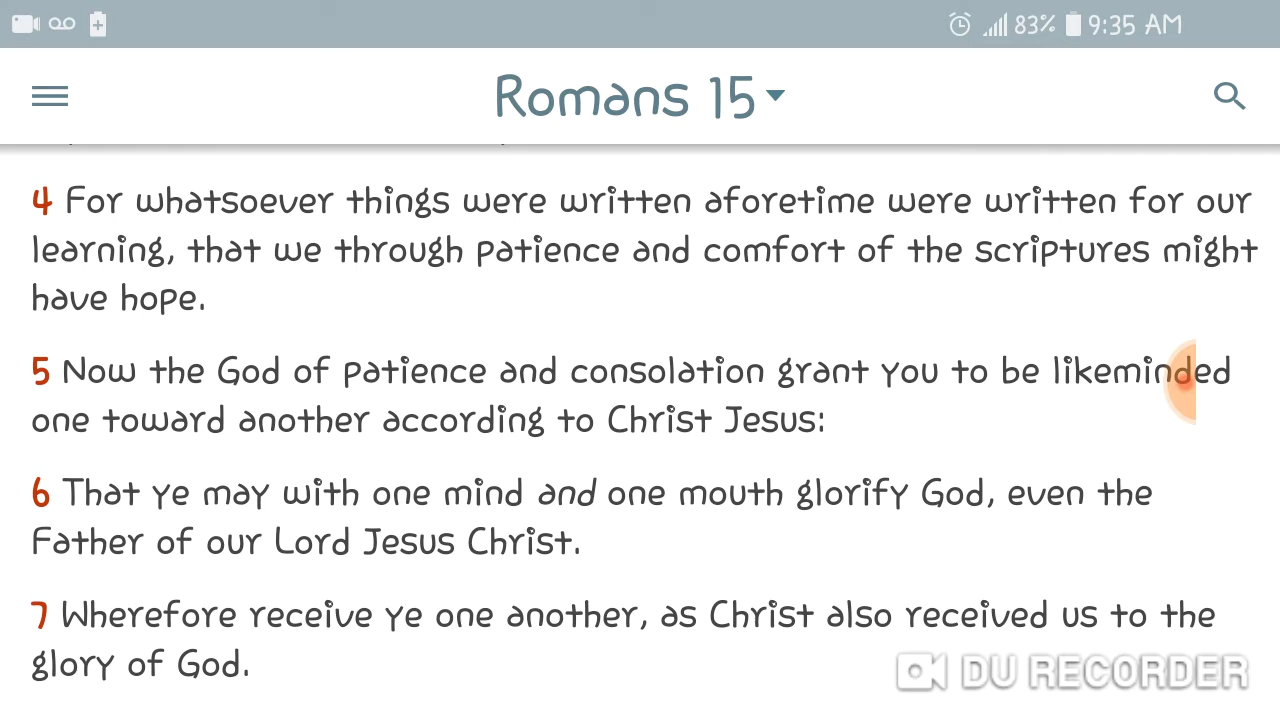 83% 9:35 AM
Romans 15
4 For whatsoever things were written aforetime were written for our
learning, that we through patience and comfort of the scriptures might
have hope.
5 Now the God of patience and consolation grant you to be likeminded
one toward another according to Christ Jesus:
6 That ye may with one mind and one mouth glorify God, even the
Father of our Lord Jesus Christ.
7 Wherefore receive ye one another, as Christ also received us to the
glory of God.
DU RECORDER